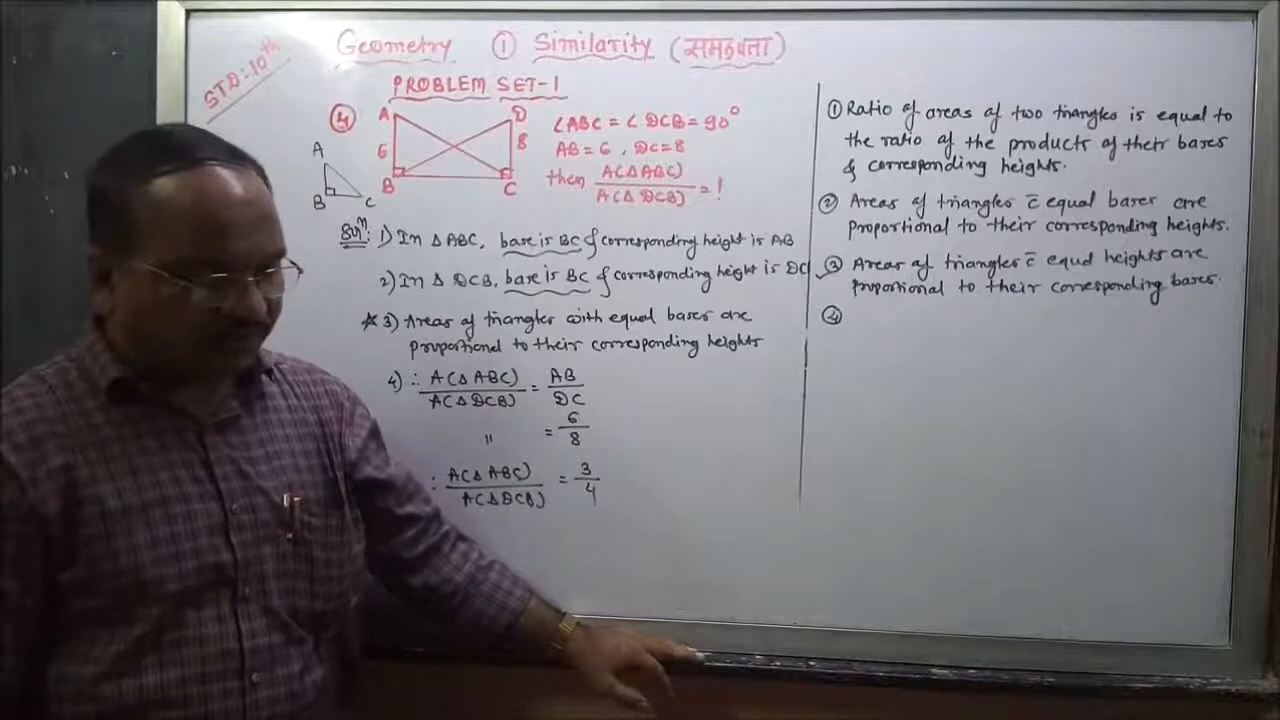 STD:10th
Geometry ① Similarity (समरूपता)
PROBLEM SET-1
④
A D
6 8
B C
A
B C
∠ABC = ∠DCB = 90°
AB = 6 , DC = 8
then A(Δ ABC)
A(Δ DCB) = !
Solⁿ: 1) In Δ ABC, base is BC & corresponding height is AB
2) In Δ DCB, base is BC & corresponding height is DC
* 3) Areas of triangles with equal bases are
proportional to their corresponding heights
4) ∴ A(Δ ABC) = AB
A(Δ DCB) DC
" = 6
8
: A(Δ ABC) = 3
A(Δ DCB) 4
① Ratio of areas of two triangles is equal to
the ratio of the products of their bases
& corresponding heights.
② Areas of triangles c̄ equal bases are
proportional to their corresponding heights.
③ Areas of triangles c̄ equal heights are
proportional to their corresponding bases.
④